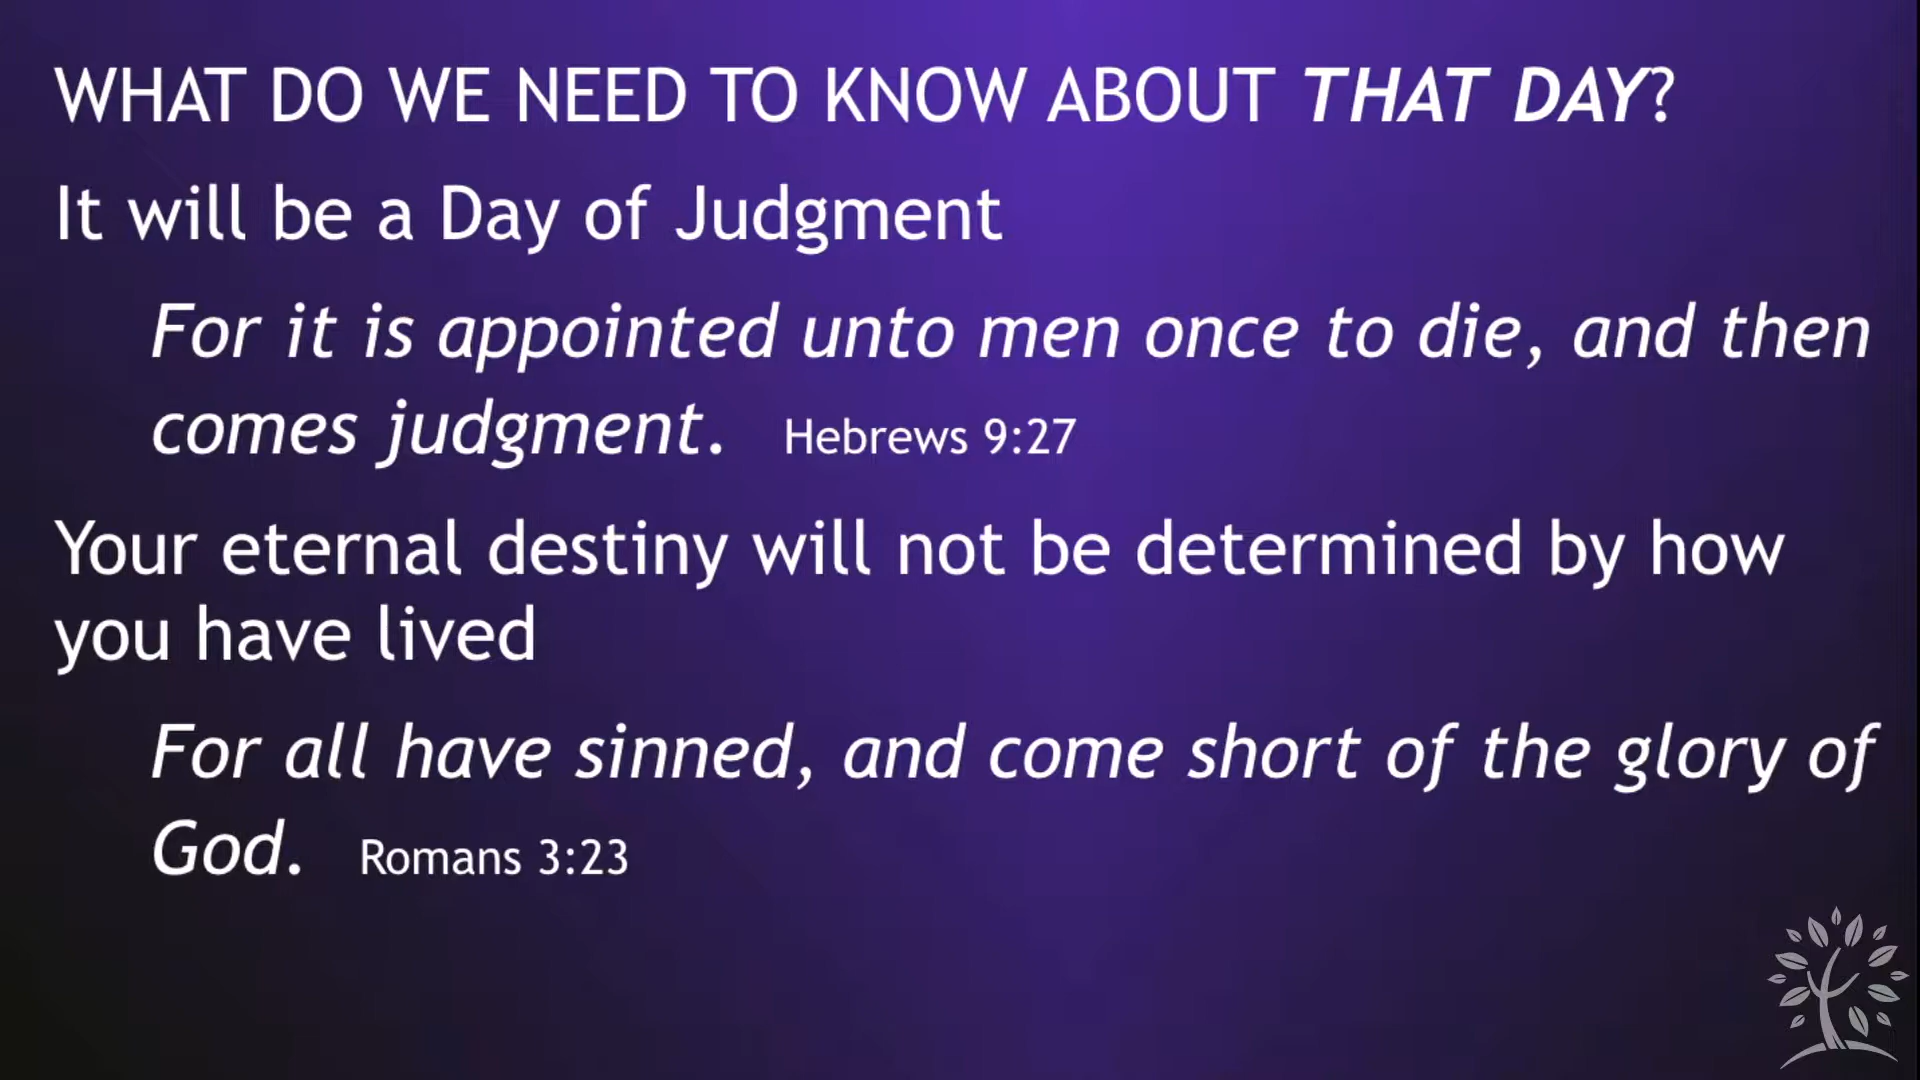 WHAT DO WE NEED TO KNOW ABOUT THAT DAY?
It will be a Day of Judgment
For it is appointed unto men once to die, and then
comes judgment. Hebrews 9:27
Your eternal destiny will not be determined by how
you have lived
For all have sinned, and come short of the glory of
God. Romans 3:23